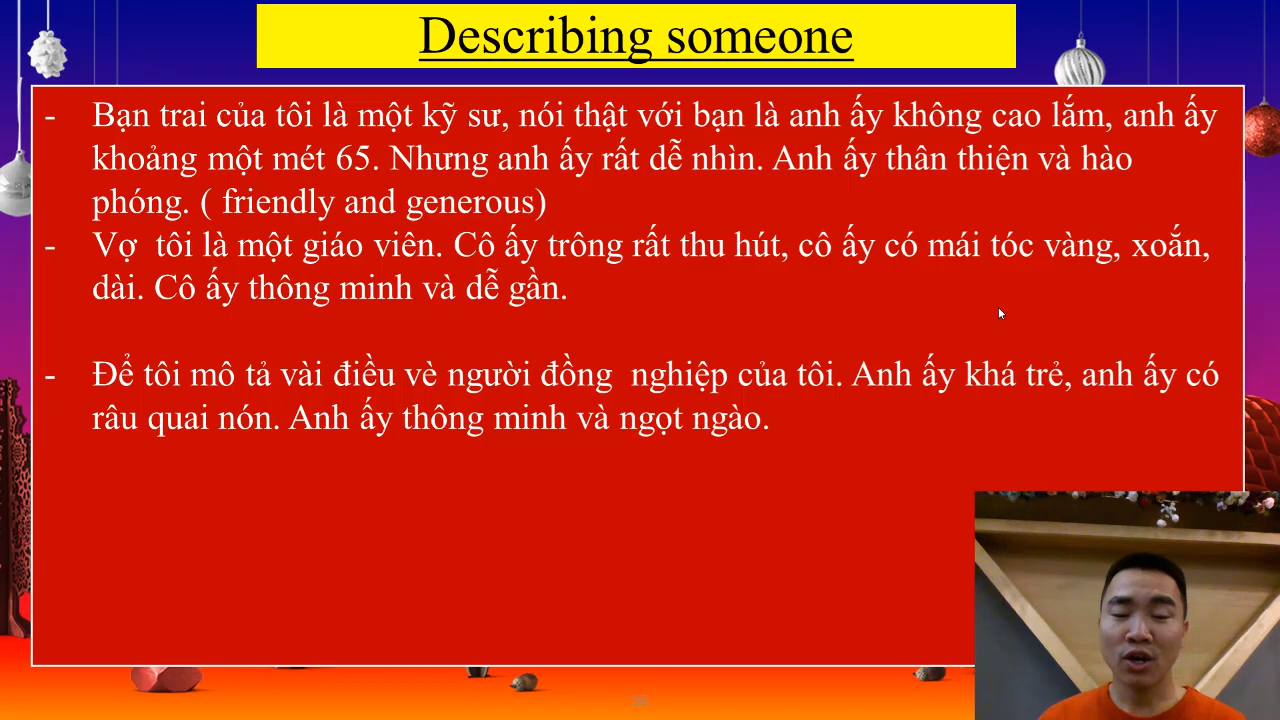 Describing someone
- Bạn trai của tôi là một kỹ sư, nói thật với bạn là anh ấy không cao lắm, anh ấy
khoảng một mét 65. Nhưng anh ấy rất dễ nhìn. Anh ấy thân thiện và hào
phóng. ( friendly and generous)
- Vợ  tôi là một giáo viên. Cô ấy trông rất thu hút, cô ấy có mái tóc vàng, xoắn,
dài. Cô ấy thông minh và dễ gần.
- Để tôi mô tả vài điều vè người đồng  nghiệp của tôi. Anh ấy khá trẻ, anh ấy có
râu quai nón. Anh ấy thông minh và ngọt ngào.